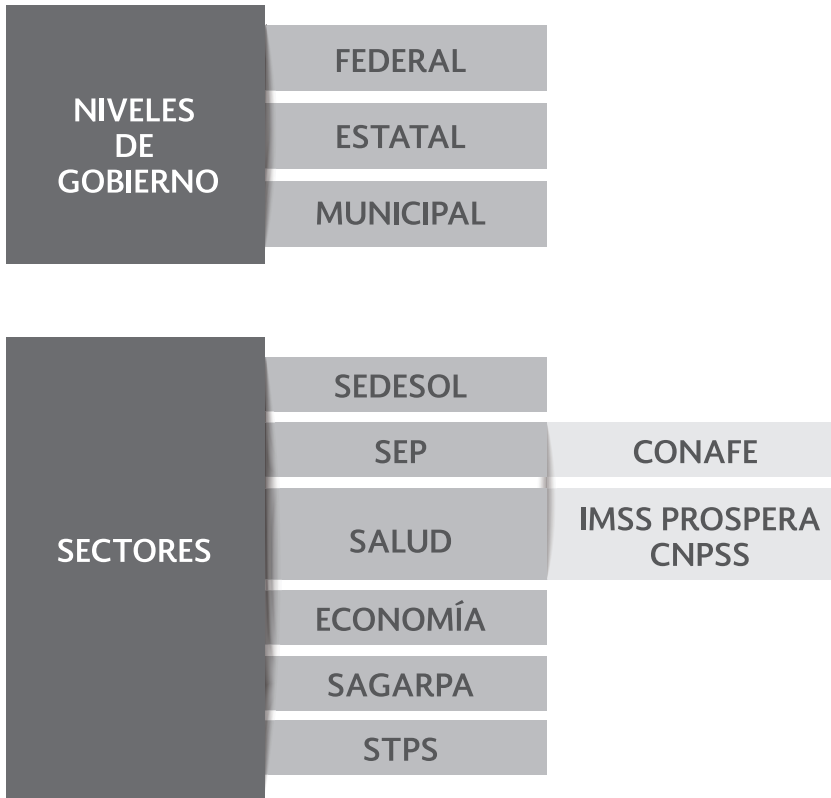 NIVELES
DE
GOBIERNO
FEDERAL
ESTATAL
MUNICIPAL
SECTORES
SEDESOL
SEP
CONAFE
SALUD
IMSS PROSPERA
CNPSS
ECONOMÍA
SAGARPA
STPS